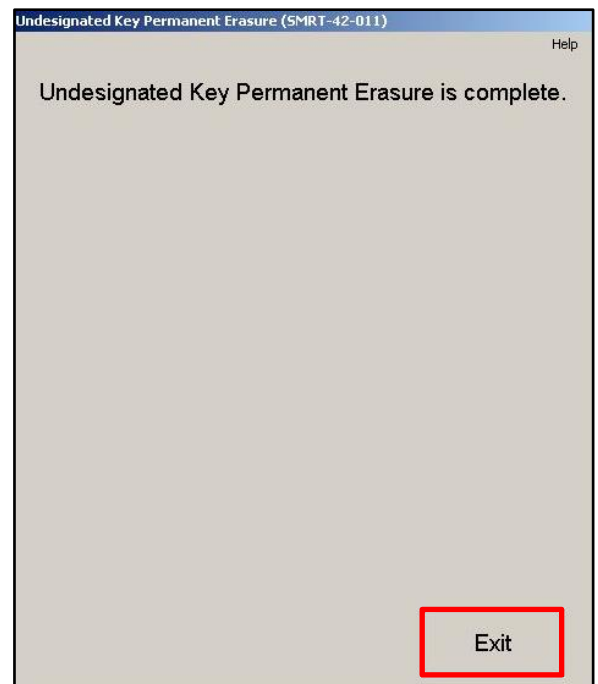 Undesignated Key Permanent Erasure (SMRT-42-011)
Help
Undesignated Key Permanent Erasure is complete.
Exit